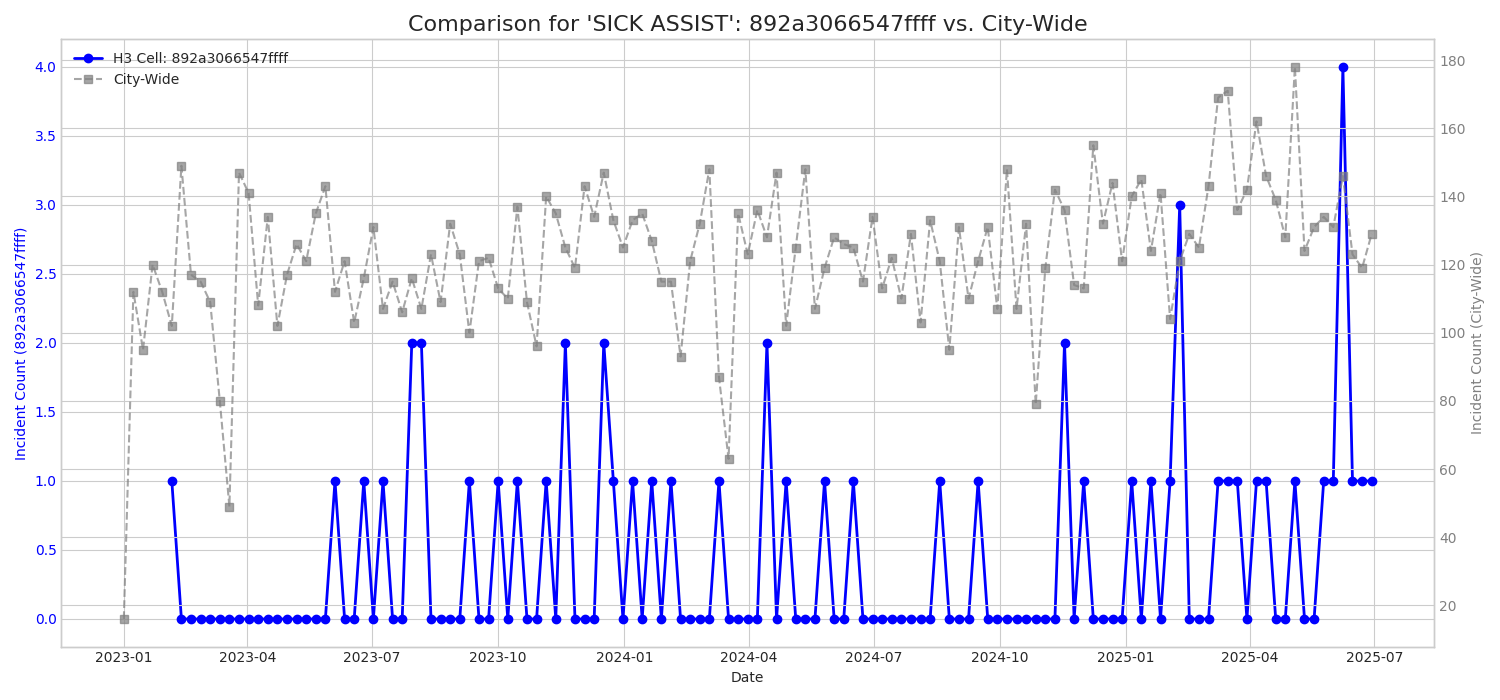 Comparison for 'SICK ASSIST': 892a3066547ffff vs. City-Wide
H3 Cell: 892a3066547ffff
City-Wide
Incident Count (892a3066547ffff)
4.0
3.5
3.0
2.5
2.0
1.5
1.0
0.5
0.0
180
160
140
120
100
80
60
40
20
Incident Count (City-Wide)
2023-01 2023-04 2023-07 2023-10 2024-01 2024-04 2024-07 2024-10 2025-01 2025-04 2025-07
Date